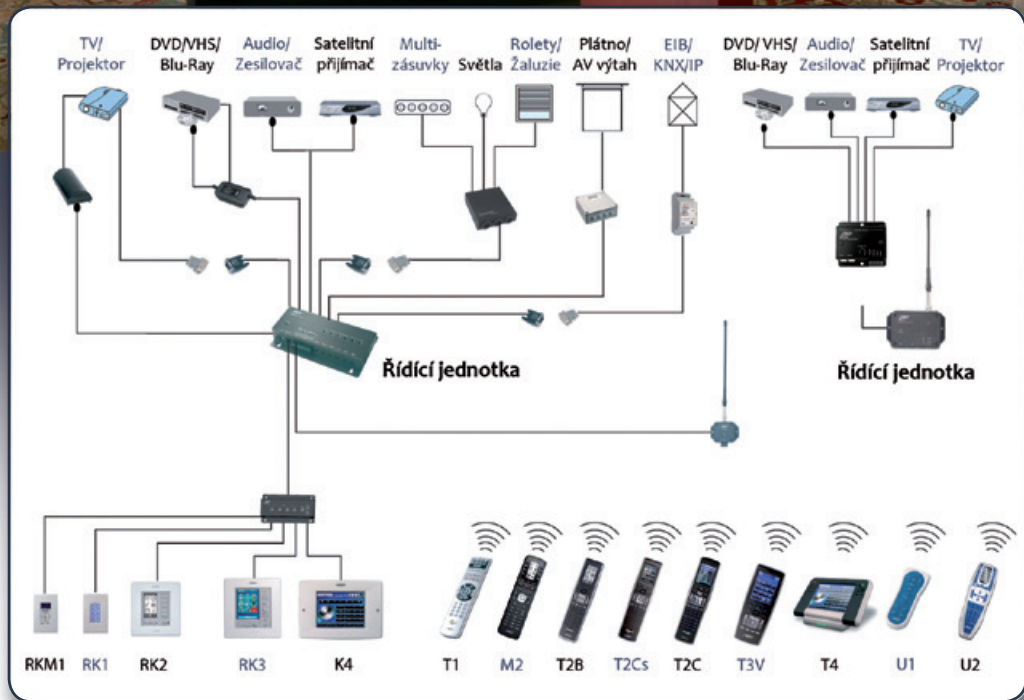 TV/
Projektor
DVD/VHS/
Blu-Ray
Audio/
Zesilovač
Satelitní
přijímač
Multi-
zásuvky
Světla
Rolety/
Žaluzie
Plátno/
AV výtah
EIB/
KNX/IP
DVD/ VHS/
Blu-Ray
Audio/
Zesilovač
Satelitní
přijímač
TV/
Projektor
Řídící jednotka
Řídící jednotka
RKM1
RK1
RK2
RK3
K4
T1
M2
T2B
T2Cs
T2C
T3V
T4
U1
U2